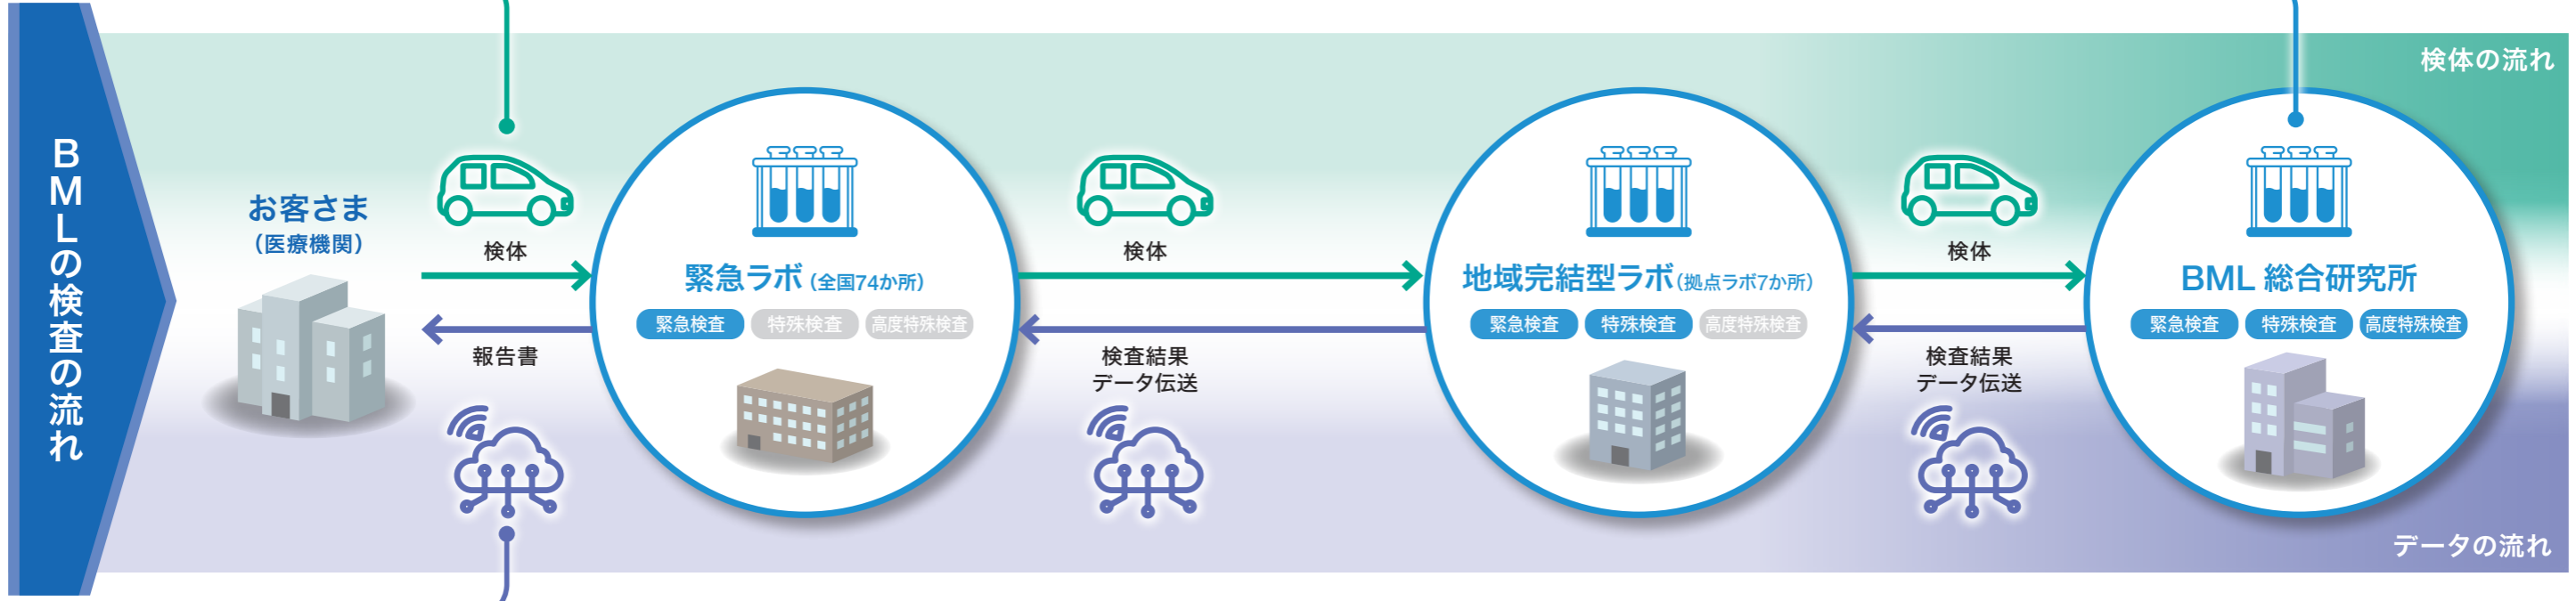 BMLの検査の流れ
検体の流れ
お客さま
（医療機関）
検体
報告書
緊急ラボ（全国74か所）
緊急検査 特殊検査 高度特殊検査
検体
検査結果
データ伝送
地域完結型ラボ（拠点ラボ7か所）
緊急検査 特殊検査 高度特殊検査
検体
検査結果
データ伝送
BML 総合研究所
緊急検査 特殊検査 高度特殊検査
データの流れ